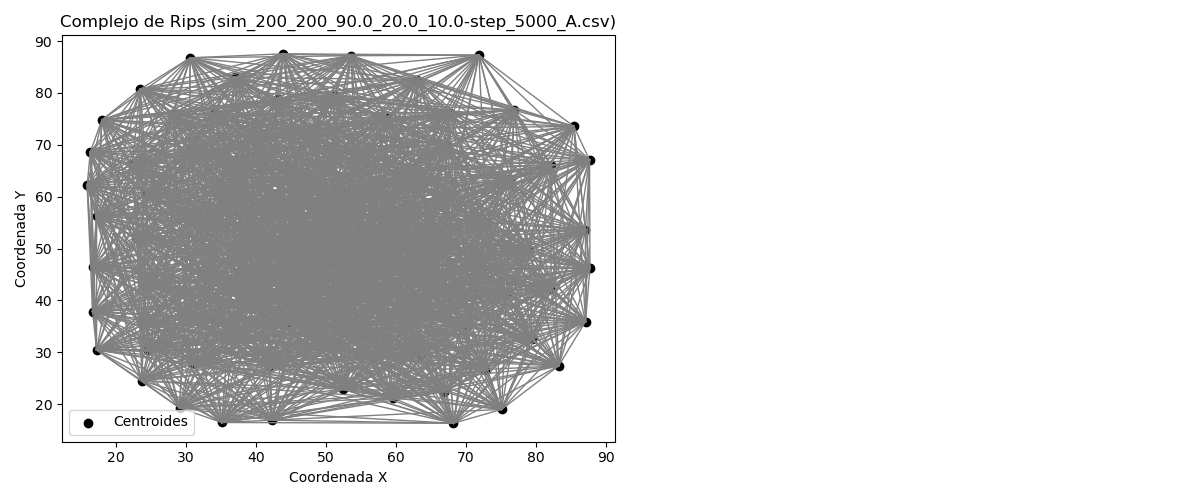 Complejo de Rips (sim_200_200_90.0_20.0_10.0-step_5000_A.csv)
90
80
70
60
50
40
30
20
Coordenada Y
Centroides
20 30 40 50 60 70 80 90
Coordenada X